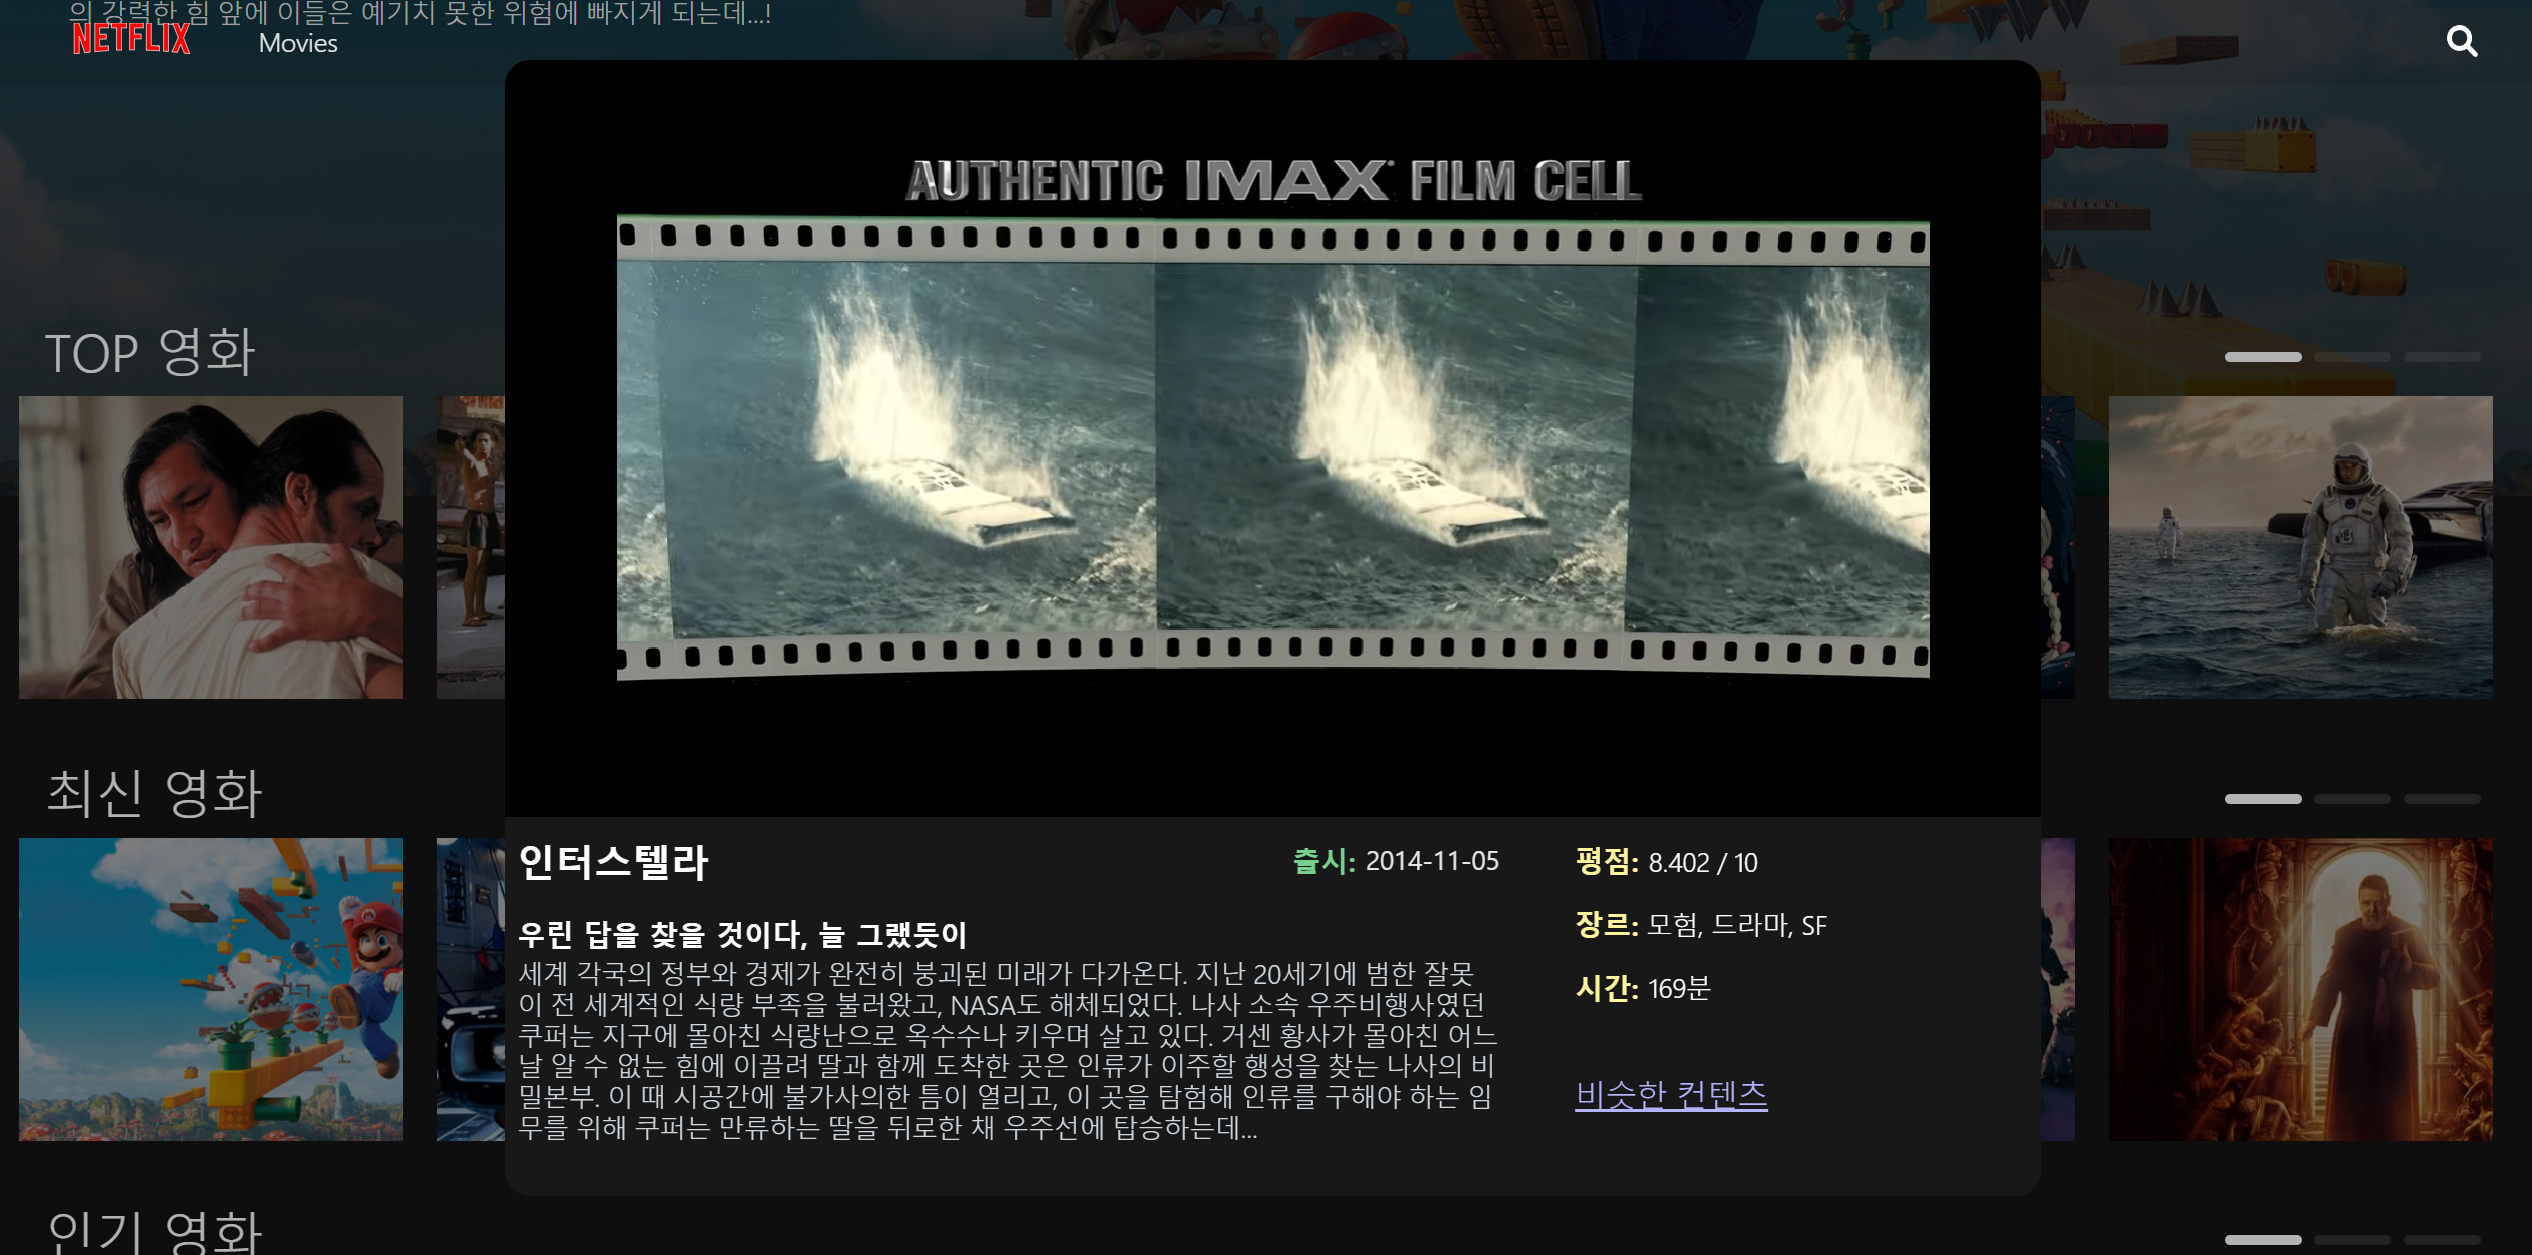 의 강력한 힘 앞에 이들은 예기치 못한 위험에 빠지게 되는데...!
NETFLIX
Movies
AUTHENTIC IMAX FILM CELL
TOP 영화
최신 영화
인터스텔라
출시: 2014-11-05
평점: 8.402 / 10
우린 답을 찾을 것이다, 늘 그랬듯이
장르: 모험, 드라마, SF
세계 각국의 정부와 경제가 완전히 붕괴된 미래가 다가온다. 지난 20세기에 범한 잘못
이 전 세계적인 식량 부족을 불러왔고, NASA도 해체되었다. 나사 소속 우주비행사였던
쿠퍼는 지구에 몰아친 식량난으로 옥수수나 키우며 살고 있다. 거센 황사가 몰아친 어느
날 알 수 없는 힘에 이끌려 딸과 함께 도착한 곳은 인류가 이주할 행성을 찾는 나사의 비
밀본부. 이 때 시공간에 불가사의한 틈이 열리고, 이 곳을 탐험해 인류를 구해야 하는 임
무를 위해 쿠퍼는 만류하는 딸을 뒤로한 채 우주선에 탑승하는데...
시간: 169분
비슷한 컨텐츠
인기 영화